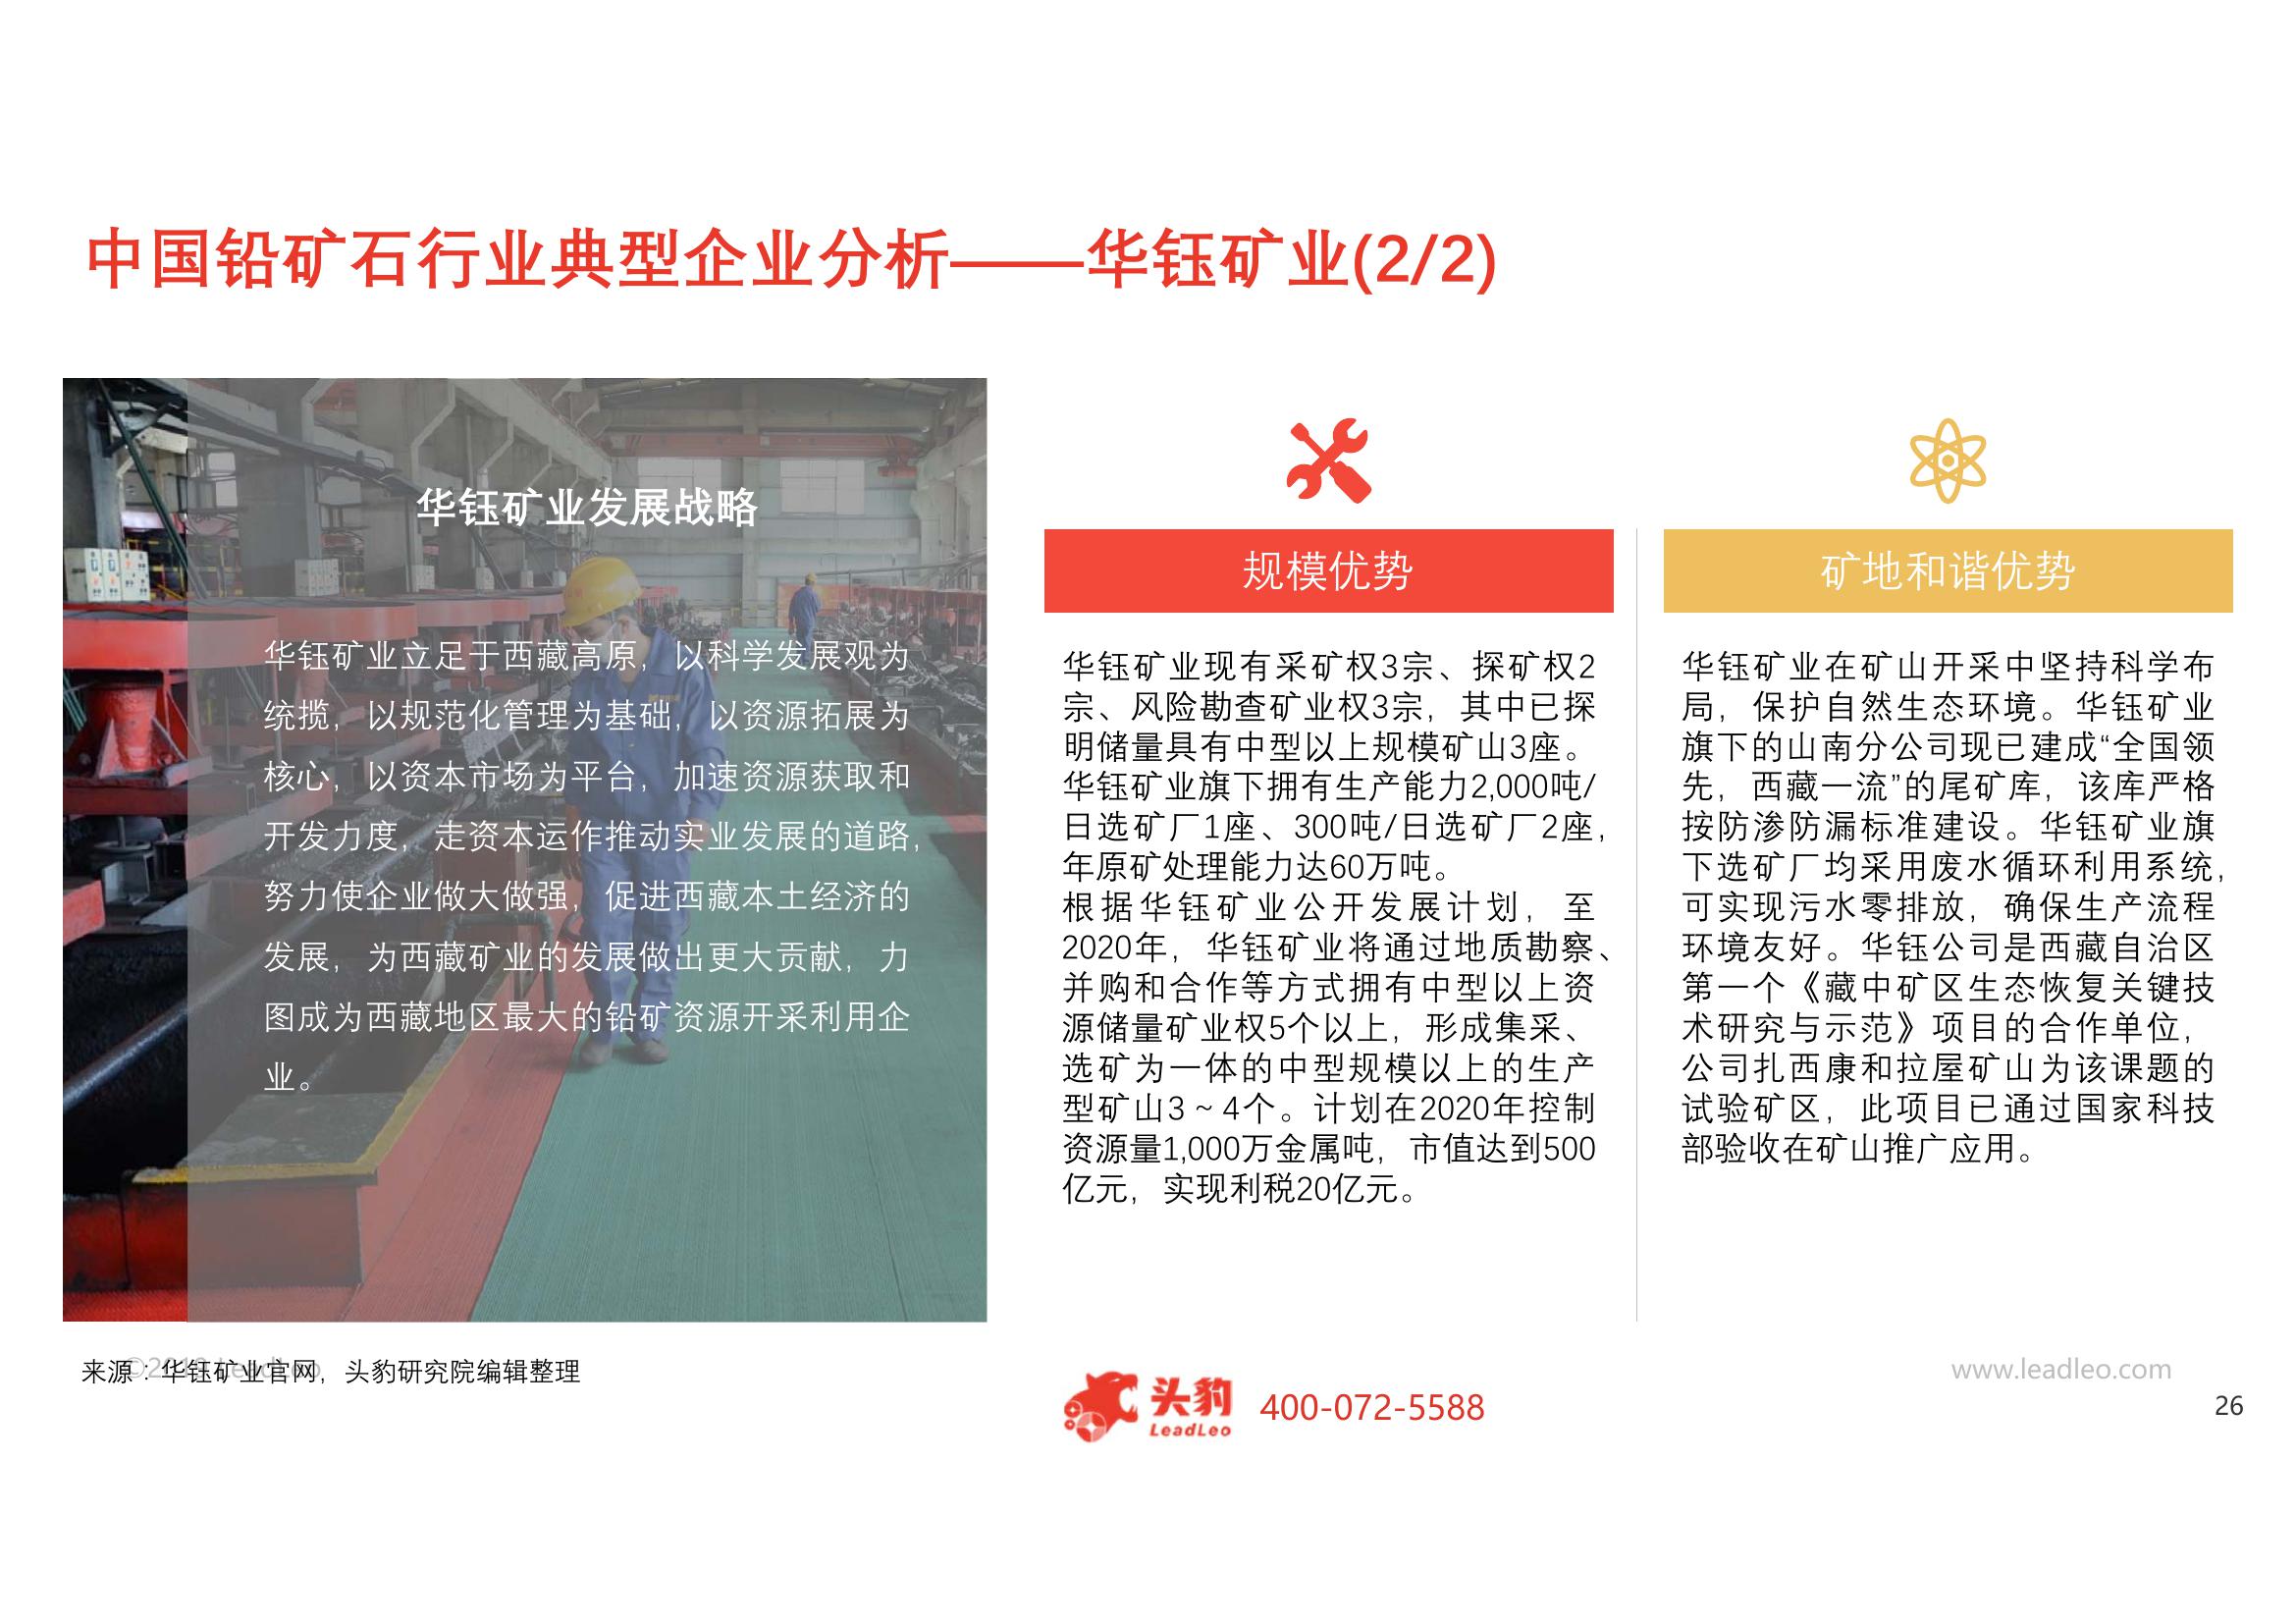 中国铅矿石行业典型企业分析——华钰矿业(2/2)
华钰矿业发展战略
华钰矿业立足于西藏高原，以科学发展观为
统揽，以规范化管理为基础，以资源拓展为
核心，以资本市场为平台，加速资源获取和
开发力度，走资本运作推动实业发展的道路，
努力使企业做大做强，促进西藏本土经济的
发展，为西藏矿业的发展做出更大贡献，力
图成为西藏地区最大的铅矿资源开采利用企
业。
规模优势
华钰矿业现有采矿权3宗、探矿权2
宗、风险勘查矿业权3宗，其中已探
明储量具有中型以上规模矿山3座。
华钰矿业旗下拥有生产能力2,000吨/
日选矿厂1座、300吨/日选矿厂2座，
年原矿处理能力达60万吨。
根据华钰矿业公开发展计划，至
2020年，华钰矿业将通过地质勘察、
并购和合作等方式拥有中型以上资
源储量矿业权5个以上，形成集采、
选矿为一体的中型规模以上的生产
型矿山3～4个。计划在2020年控制
资源量1,000万金属吨，市值达到500
亿元，实现利税20亿元。
矿地和谐优势
华钰矿业在矿山开采中坚持科学布
局，保护自然生态环境。华钰矿业
旗下的山南分公司现已建成“全国领
先，西藏一流”的尾矿库，该库严格
按防渗防漏标准建设。华钰矿业旗
下选矿厂均采用废水循环利用系统，
可实现污水零排放，确保生产流程
环境友好。华钰公司是西藏自治区
第一个《藏中矿区生态恢复关键技
术研究与示范》项目的合作单位，
公司扎西康和拉屋矿山为该课题的
试验矿区，此项目已通过国家科技
部验收在矿山推广应用。
来源：华钰矿业官网，头豹研究院编辑整理
©2019 LeadLeo
头豹
LeadLeo
400-072-5588
www.leadleo.com
26